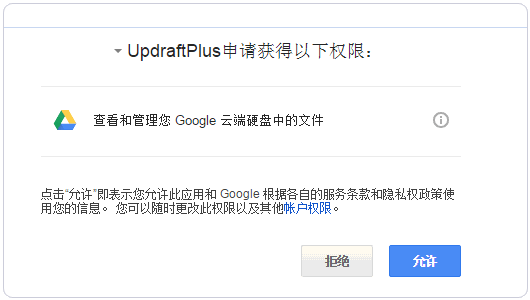 UpdraftPlus申请获得以下权限：
查看和管理您 Google 云端硬盘中的文件
点击“允许”即表示您允许此应用和 Google 根据各自的服务条款和隐私权政策使
用您的信息。 您可以随时更改此权限以及其他帐户权限。
拒绝 允许